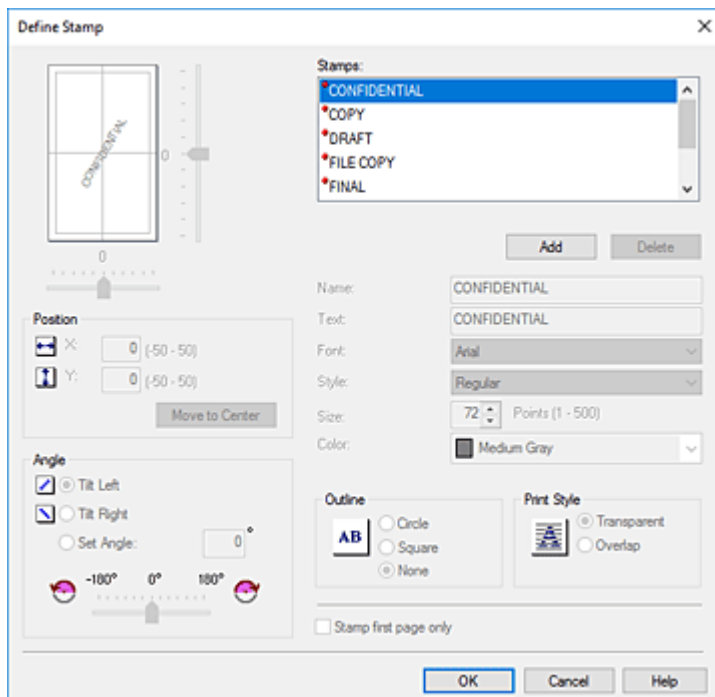 Define Stamp
CONFIDENTIAL
0
0
Stamps:
CONFIDENTIAL
COPY
DRAFT
FILE COPY
FINAL
Add Delete
Name: CONFIDENTIAL
Text: CONFIDENTIAL
Font: Arial
Style: Regular
Size: 72 Points (1 - 500)
Color: Medium Gray
Position
X: 0 (-50 - 50)
Y: 0 (-50 - 50)
Move to Center
Angle
Tilt Left
Tilt Right
Set Angle: 0 °
-180° 0° 180°
Outline
AB
Circle
Square
None
Print Style
Transparent
Overlap
Stamp first page only
OK Cancel Help